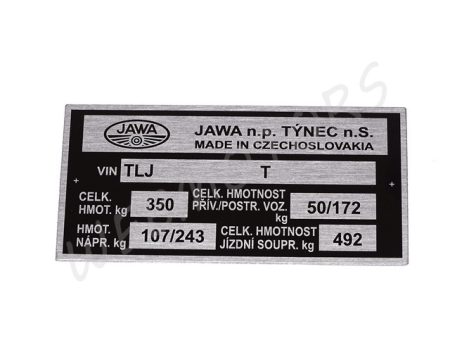 JAWA
JAWA n.p. TÝNEC n.S.
MADE IN CZECHOSLOVAKIA
VIN TLJ T
CELK. HMOT. kg 350
CELK. HMOTNOST PŘÍV./POSTR. VOZ. kg 50/172
HMOT. NÁPR. kg 107/243
CELK. HMOTNOST JÍZDNÍ SOUPR. kg 492